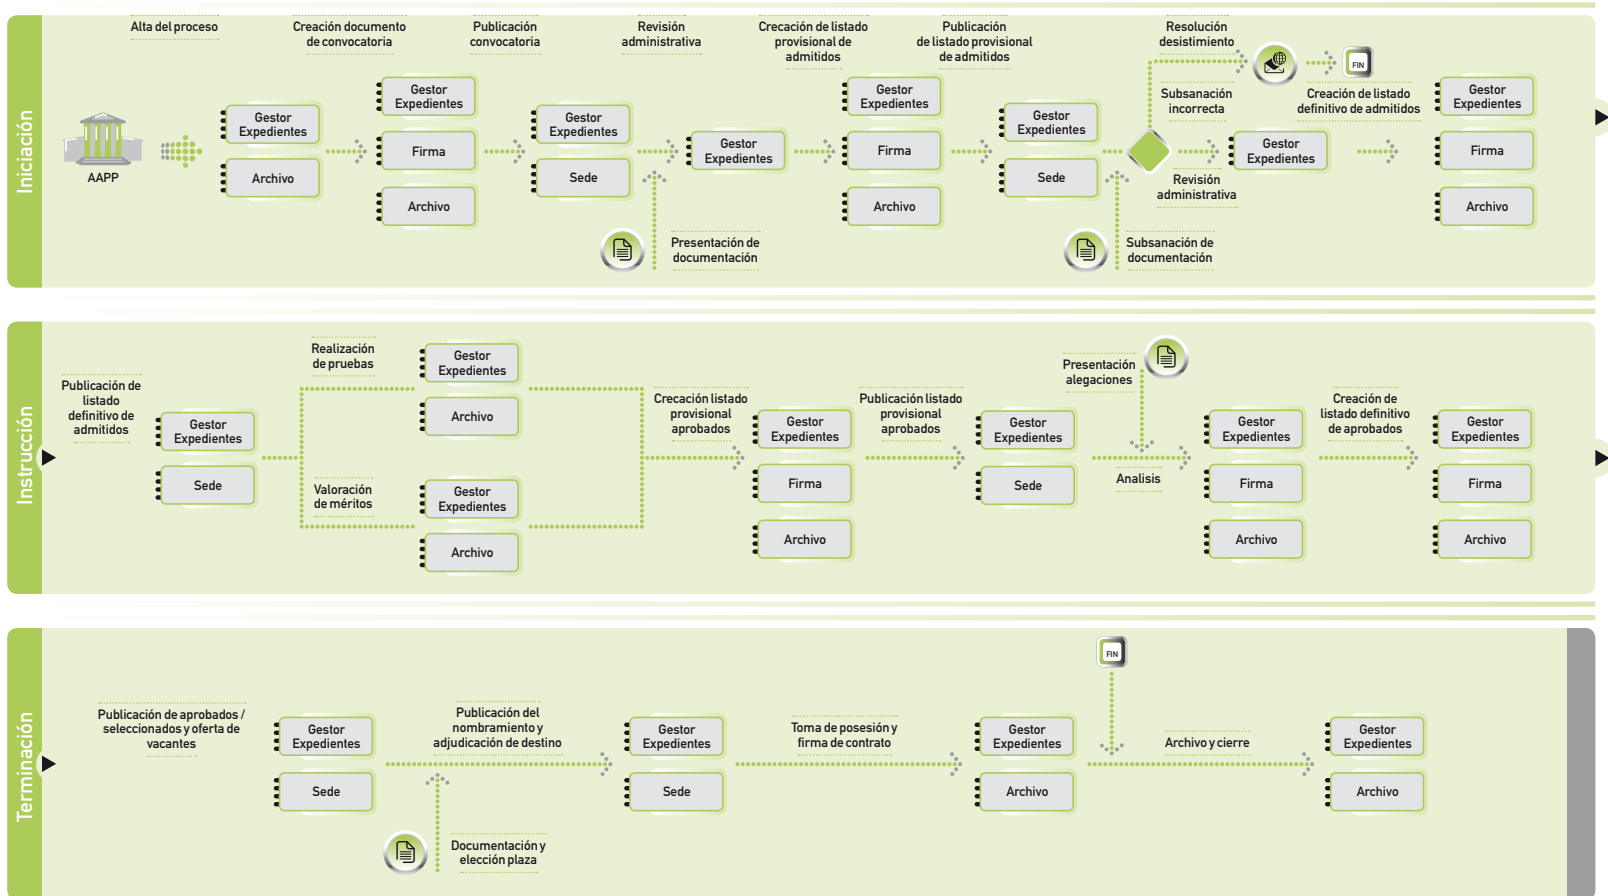 Iniciación
Alta del proceso
Creación documento
de convocatoria
Publicación
convocatoria
Revisión
administrativa
Crecación de listado
provisional de
admitidos
Publicación
de listado provisional
de admitidos
Resolución
desistimiento
FIN
Subsanación
incorrecta
Creación de listado
definitivo de admitidos
AAPP
Gestor
Expedientes
Archivo
Gestor
Expedientes
Firma
Archivo
Gestor
Expedientes
Sede
Gestor
Expedientes
Gestor
Expedientes
Firma
Archivo
Gestor
Expedientes
Sede
Revisión
administrativa
Gestor
Expedientes
Gestor
Expedientes
Firma
Archivo
Presentación de
documentación
Subsanación de
documentación
Instrucción
Publicación de
listado
definitivo de
admitidos
Gestor
Expedientes
Sede
Realización
de pruebas
Gestor
Expedientes
Archivo
Valoración
de méritos
Gestor
Expedientes
Archivo
Crecación listado
provisional
aprobados
Gestor
Expedientes
Firma
Archivo
Publicación listado
provisional
aprobados
Gestor
Expedientes
Sede
Presentación
alegaciones
Analisis
Gestor
Expedientes
Firma
Archivo
Creación de
listado definitivo
de aprobados
Gestor
Expedientes
Firma
Archivo
Terminación
Publicación de aprobados /
seleccionados y oferta de
vacantes
Gestor
Expedientes
Sede
Publicación del
nombramiento y
adjudicación de destino
Documentación y
elección plaza
Gestor
Expedientes
Sede
Toma de posesión y
firma de contrato
Gestor
Expedientes
Archivo
FIN
Archivo y cierre
Gestor
Expedientes
Archivo